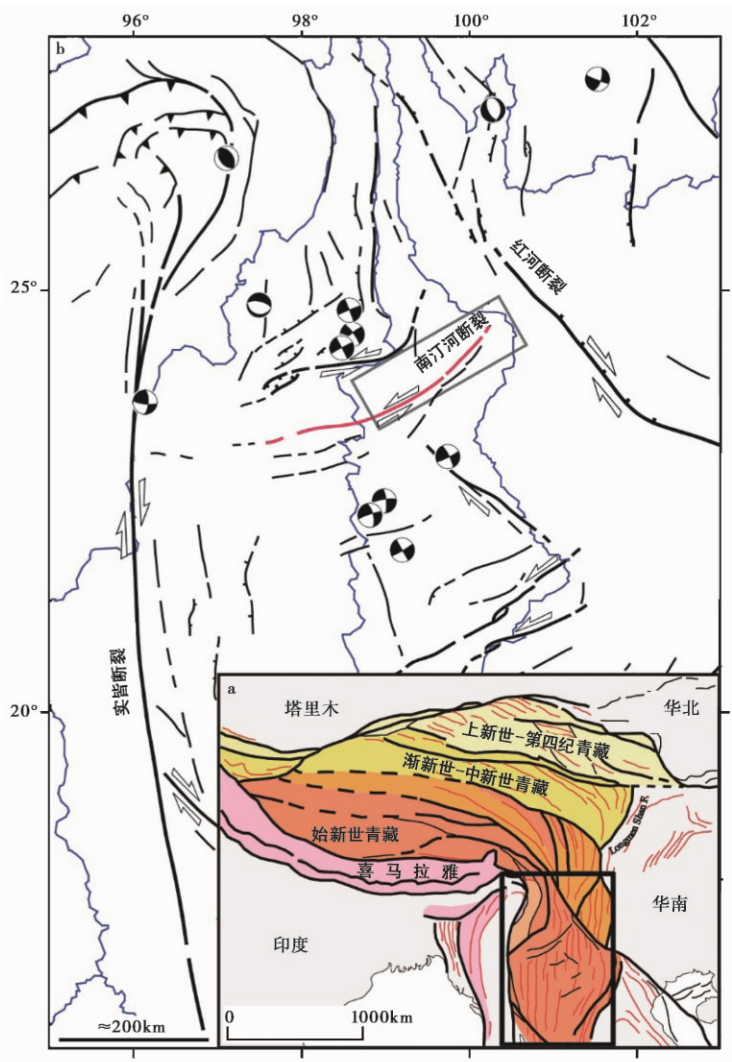 96°
98°
100°
102°
b
25°
红河断裂
南汀河断裂
实皆断裂
20°
a
塔里木
华北
上新世-第四纪青藏
渐新世-中新世青藏
Longmen Shan F.
始新世青藏
喜马拉雅
华南
印度
≈200km
0
1000km